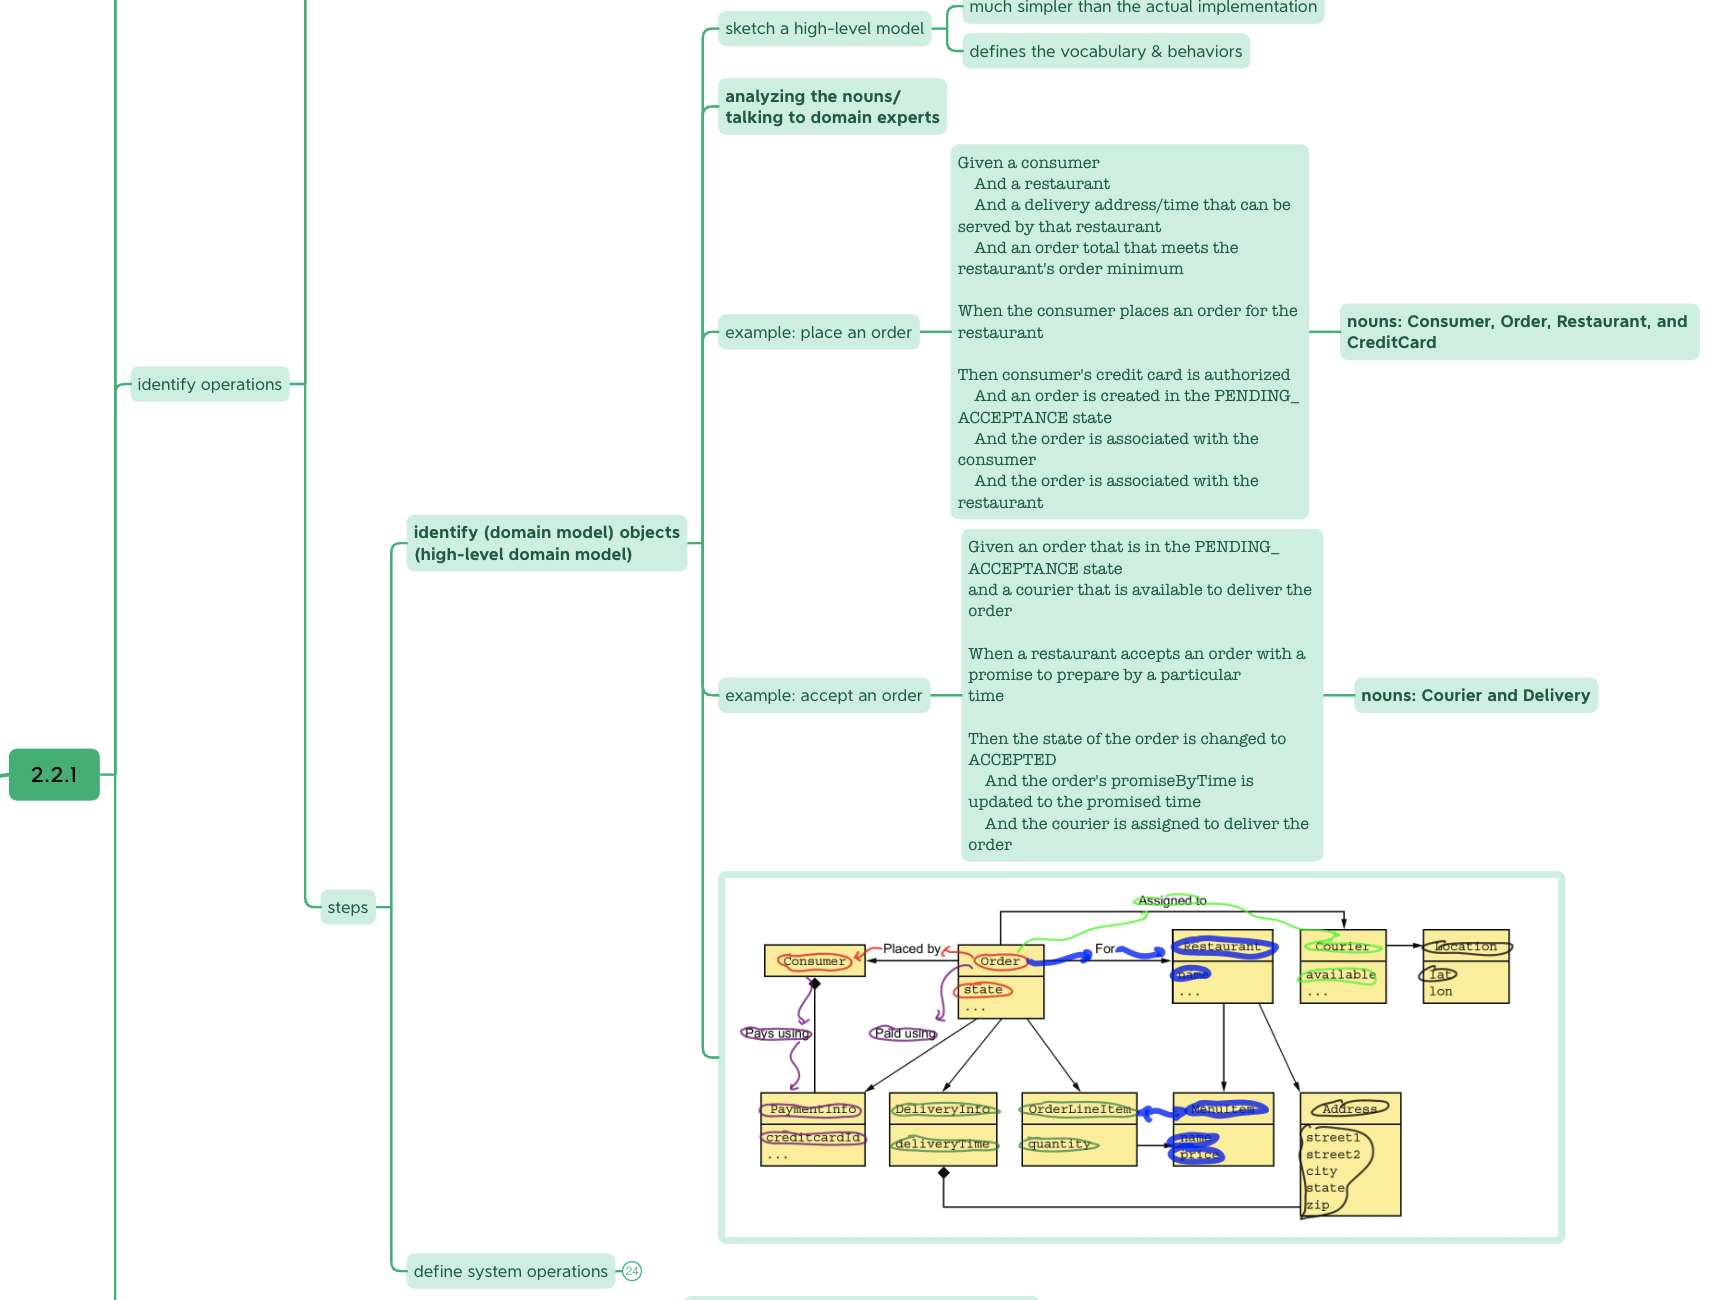 much simpler than the actual implementation
sketch a high-level model
defines the vocabulary & behaviors
analyzing the nouns/
talking to domain experts
Given a consumer
And a restaurant
And a delivery address/time that can be
served by that restaurant
And an order total that meets the
restaurant's order minimum
When the consumer places an order for the
restaurant
Then consumer's credit card is authorized
And an order is created in the PENDING_
ACCEPTANCE state
And the order is associated with the
consumer
And the order is associated with the
restaurant
example: place an order
nouns: Consumer, Order, Restaurant, and
CreditCard
identify operations
identify (domain model) objects
(high-level domain model)
Given an order that is in the PENDING_
ACCEPTANCE state
and a courier that is available to deliver the
order
When a restaurant accepts an order with a
promise to prepare by a particular
time
Then the state of the order is changed to
ACCEPTED
And the order's promiseByTime is
updated to the promised time
And the courier is assigned to deliver the
order
example: accept an order
nouns: Courier and Delivery
2.2.1
steps
Assigned to
Consumer
Placed by
Order
state
...
For
Restaurant
name
...
Courier
available
...
Location
lat
lon
Pays using
Paid using
PaymentInfo
creditcardId
...
DeliveryInfo
deliveryTime
OrderLineItem
quantity
MenuItem
name
price
Address
street1
street2
city
state
zip
define system operations
24